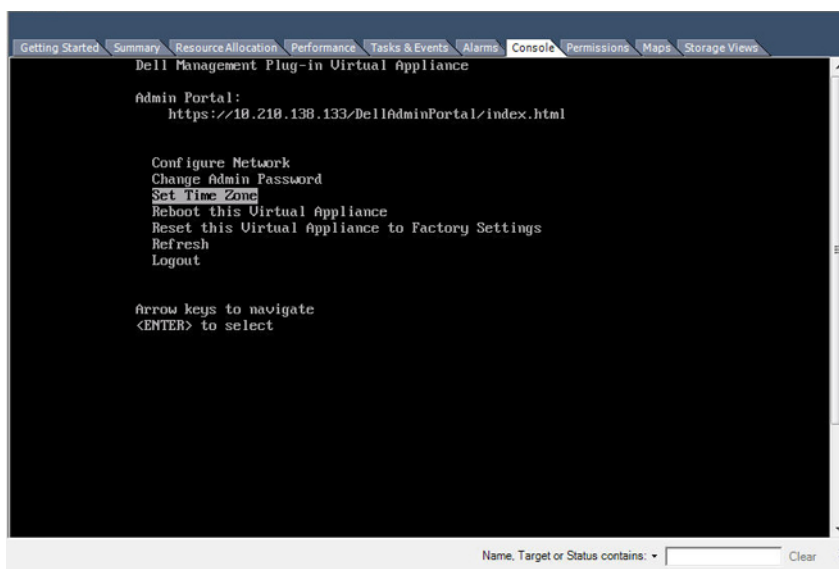 Getting Started Summary Resource Allocation Performance Tasks & Events Alarms Console Permissions Maps Storage Views
Dell Management Plug-in Virtual Appliance
Admin Portal:
https://10.210.138.133/DellAdminPortal/index.html
Configure Network
Change Admin Password
Set Time Zone
Reboot this Virtual Appliance
Reset this Virtual Appliance to Factory Settings
Refresh
Logout
Arrow keys to navigate
<ENTER> to select
Name, Target or Status contains: Clear